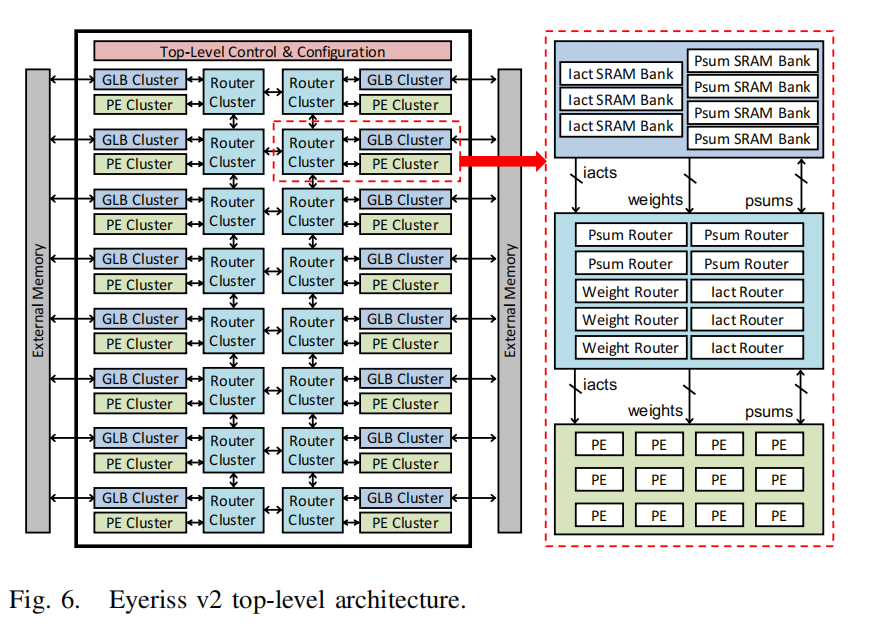 Top-Level Control & Configuration
External Memory
GLB Cluster
PE Cluster
Router
Cluster
Router
Cluster
GLB Cluster
PE Cluster
GLB Cluster
PE Cluster
Router
Cluster
Router
Cluster
GLB Cluster
PE Cluster
GLB Cluster
PE Cluster
Router
Cluster
Router
Cluster
GLB Cluster
PE Cluster
GLB Cluster
PE Cluster
Router
Cluster
Router
Cluster
GLB Cluster
PE Cluster
GLB Cluster
PE Cluster
Router
Cluster
Router
Cluster
GLB Cluster
PE Cluster
GLB Cluster
PE Cluster
Router
Cluster
Router
Cluster
GLB Cluster
PE Cluster
GLB Cluster
PE Cluster
Router
Cluster
Router
Cluster
GLB Cluster
PE Cluster
GLB Cluster
PE Cluster
Router
Cluster
Router
Cluster
GLB Cluster
PE Cluster
External Memory
Iact SRAM Bank
Iact SRAM Bank
Iact SRAM Bank
Psum SRAM Bank
Psum SRAM Bank
Psum SRAM Bank
Psum SRAM Bank
iacts
weights
psums
Psum Router Psum Router
Psum Router Psum Router
Weight Router Iact Router
Weight Router Iact Router
Weight Router Iact Router
iacts
weights
psums
PE PE PE PE
PE PE PE PE
PE PE PE PE
Fig. 6. Eyeriss v2 top-level architecture.